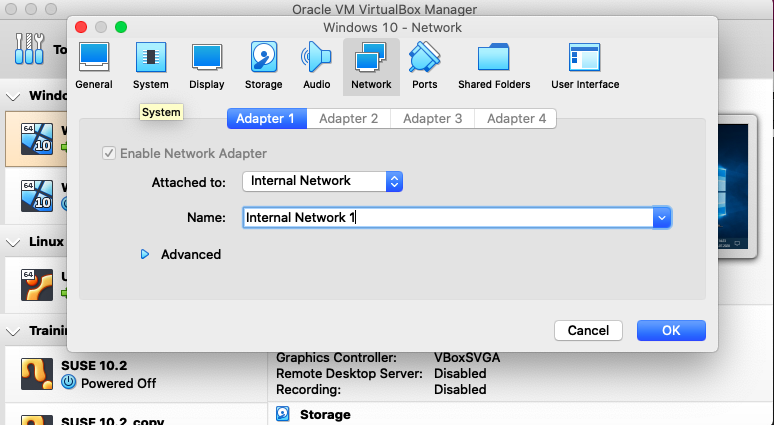 Oracle VM VirtualBox Manager
Windows 10 - Network
General System Display Storage Audio Network Ports Shared Folders User Interface
System
Adapter 1 Adapter 2 Adapter 3 Adapter 4
Enable Network Adapter
Attached to: Internal Network
Name: Internal Network 1
Advanced
Cancel OK
64
10
64
10
Linux
64
SUSE 10.2
Powered Off
SUSE 10.2 copy
Graphics Controller: VBoxSVGA
Remote Desktop Server: Disabled
Recording: Disabled
Storage